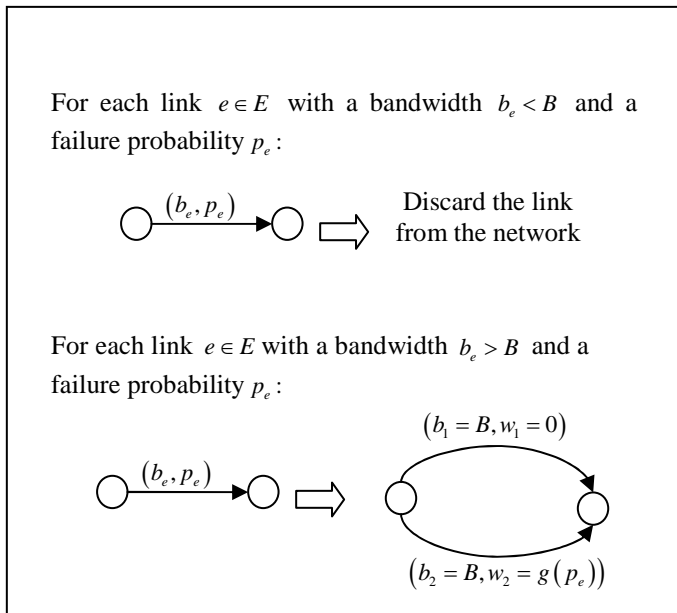 For each link e ∈ E with a bandwidth b_e < B and a
failure probability p_e :
(b_e, p_e)
Discard the link
from the network
For each link e ∈ E with a bandwidth b_e > B and a
failure probability p_e :
(b_1 = B, w_1 = 0)
(b_e, p_e)
(b_2 = B, w_2 = g(p_e))